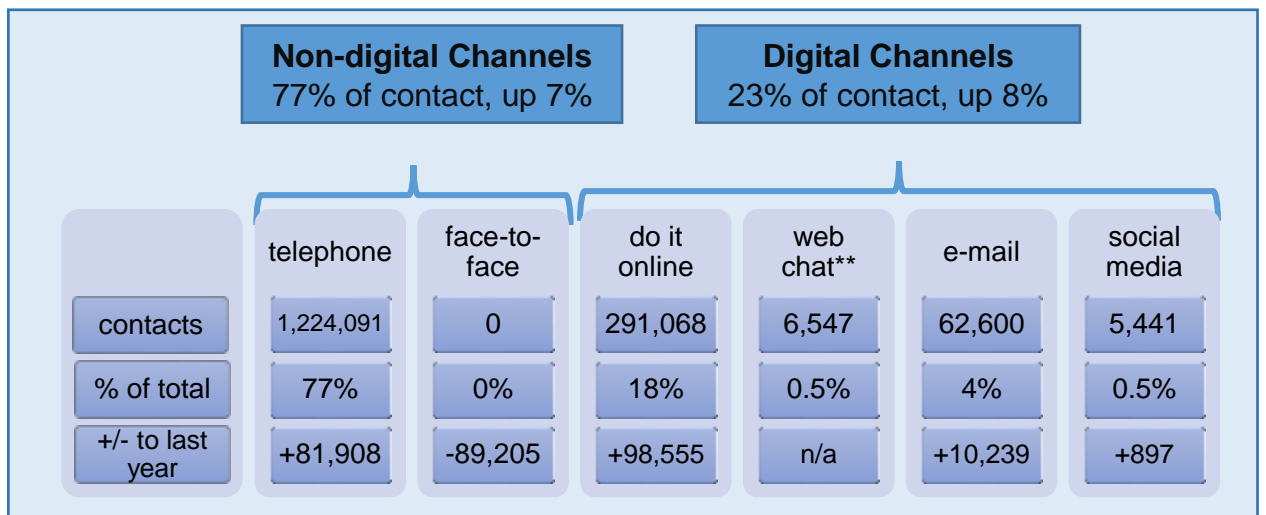 Non-digital Channels
77% of contact, up 7%
Digital Channels
23% of contact, up 8%
telephone
face-to-
face
do it
online
web
chat**
e-mail
social
media
contacts
1,224,091
0
291,068
6,547
62,600
5,441
% of total
77%
0%
18%
0.5%
4%
0.5%
+/- to last
year
+81,908
-89,205
+98,555
n/a
+10,239
+897